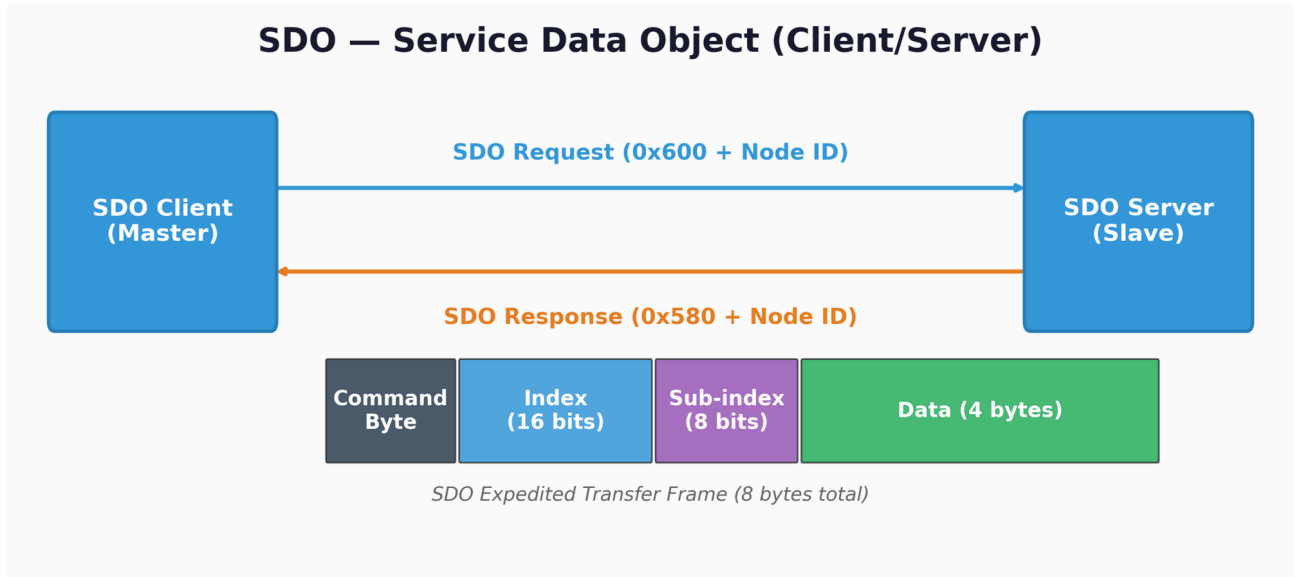 SDO — Service Data Object (Client/Server)
SDO Request (0x600 + Node ID)
SDO Client
(Master)
SDO Server
(Slave)
SDO Response (0x580 + Node ID)
Command
Byte
Index
(16 bits)
Sub-index
(8 bits)
Data (4 bytes)
SDO Expedited Transfer Frame (8 bytes total)